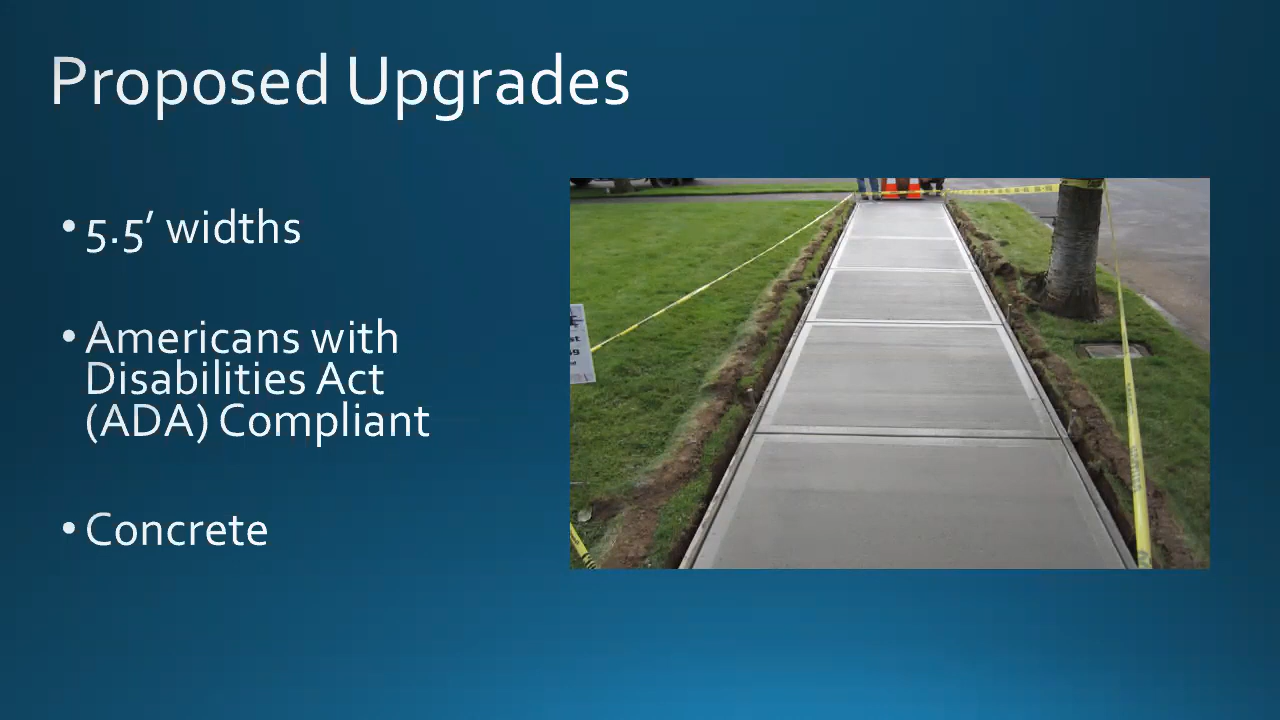 Proposed Upgrades
• 5.5’ widths
• Americans with
Disabilities Act
(ADA) Compliant
• Concrete